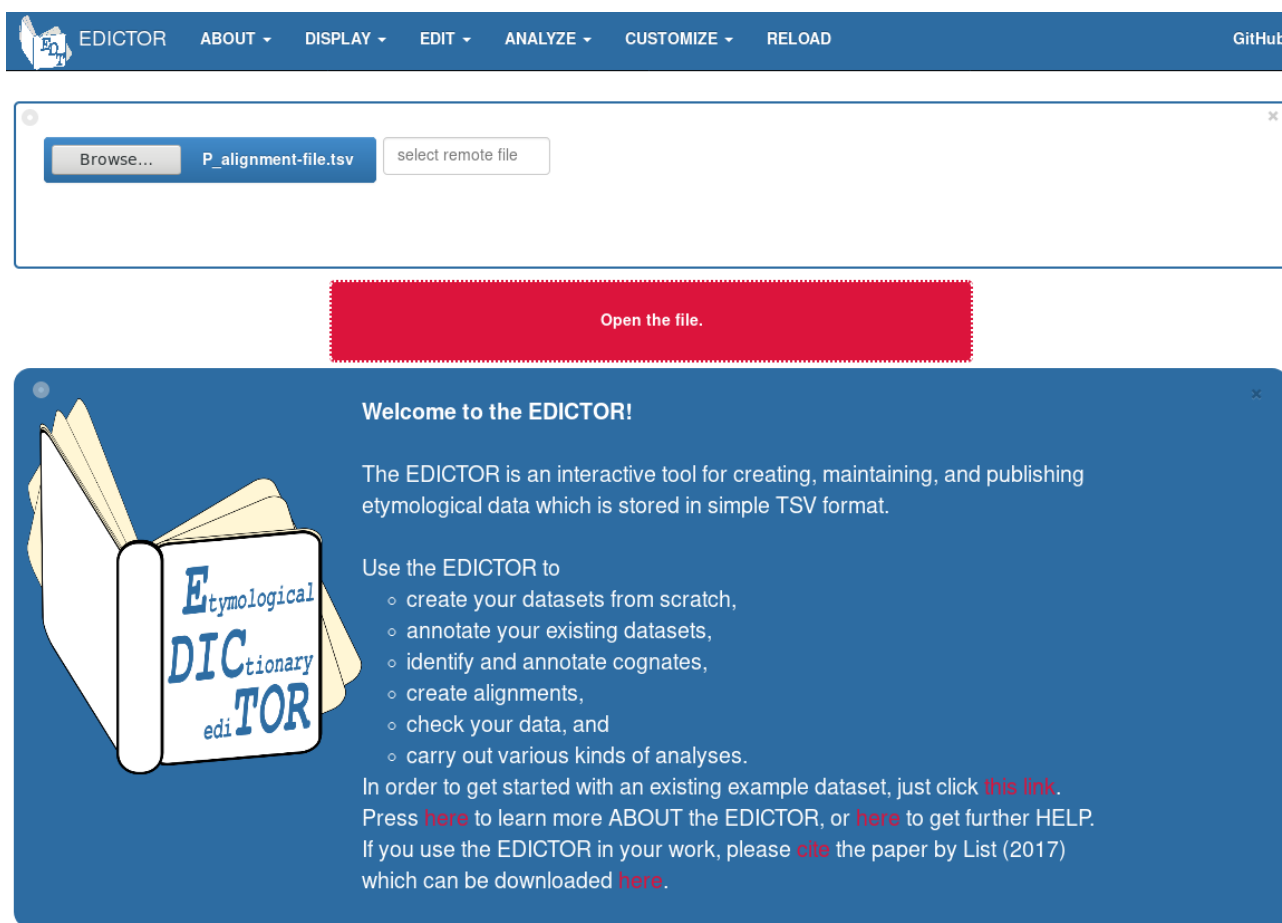 EDICTOR ABOUT DISPLAY EDIT ANALYZE CUSTOMIZE RELOAD GitHub
Browse... P_alignment-file.tsv select remote file
Open the file.
Welcome to the EDICTOR!
The EDICTOR is an interactive tool for creating, maintaining, and publishing
etymological data which is stored in simple TSV format.
Use the EDICTOR to
create your datasets from scratch,
annotate your existing datasets,
identify and annotate cognates,
create alignments,
check your data, and
carry out various kinds of analyses.
In order to get started with an existing example dataset, just click this link.
Press here to learn more ABOUT the EDICTOR, or here to get further HELP.
If you use the EDICTOR in your work, please cite the paper by List (2017)
which can be downloaded here.
Etymological
DICtionary
ediTOR
EDT